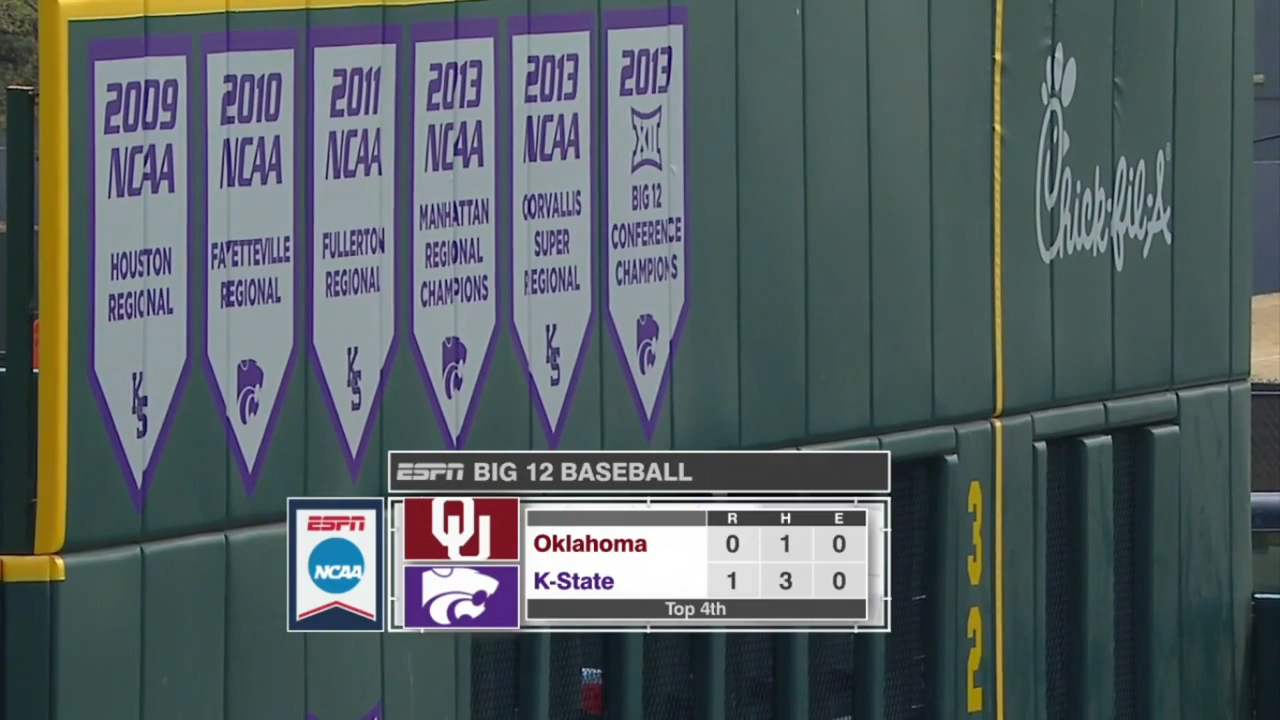 2009
NCAA
HOUSTON
REGIONAL
KS
2010
NCAA
FAYETTEVILLE
REGIONAL
2011
NCAA
FULLERTON
REGIONAL
KS
2013
NCAA
MANHATTAN
REGIONAL
CHAMPIONS
2013
NCAA
CORVALLIS
SUPER
REGIONAL
KS
2013
XII
BIG 12
CONFERENCE
CHAMPIONS
Chick-fil-A
32
ESPN BIG 12 BASEBALL
ESPN
NCAA
OU
R H E
Oklahoma 0 1 0
K-State 1 3 0
Top 4th